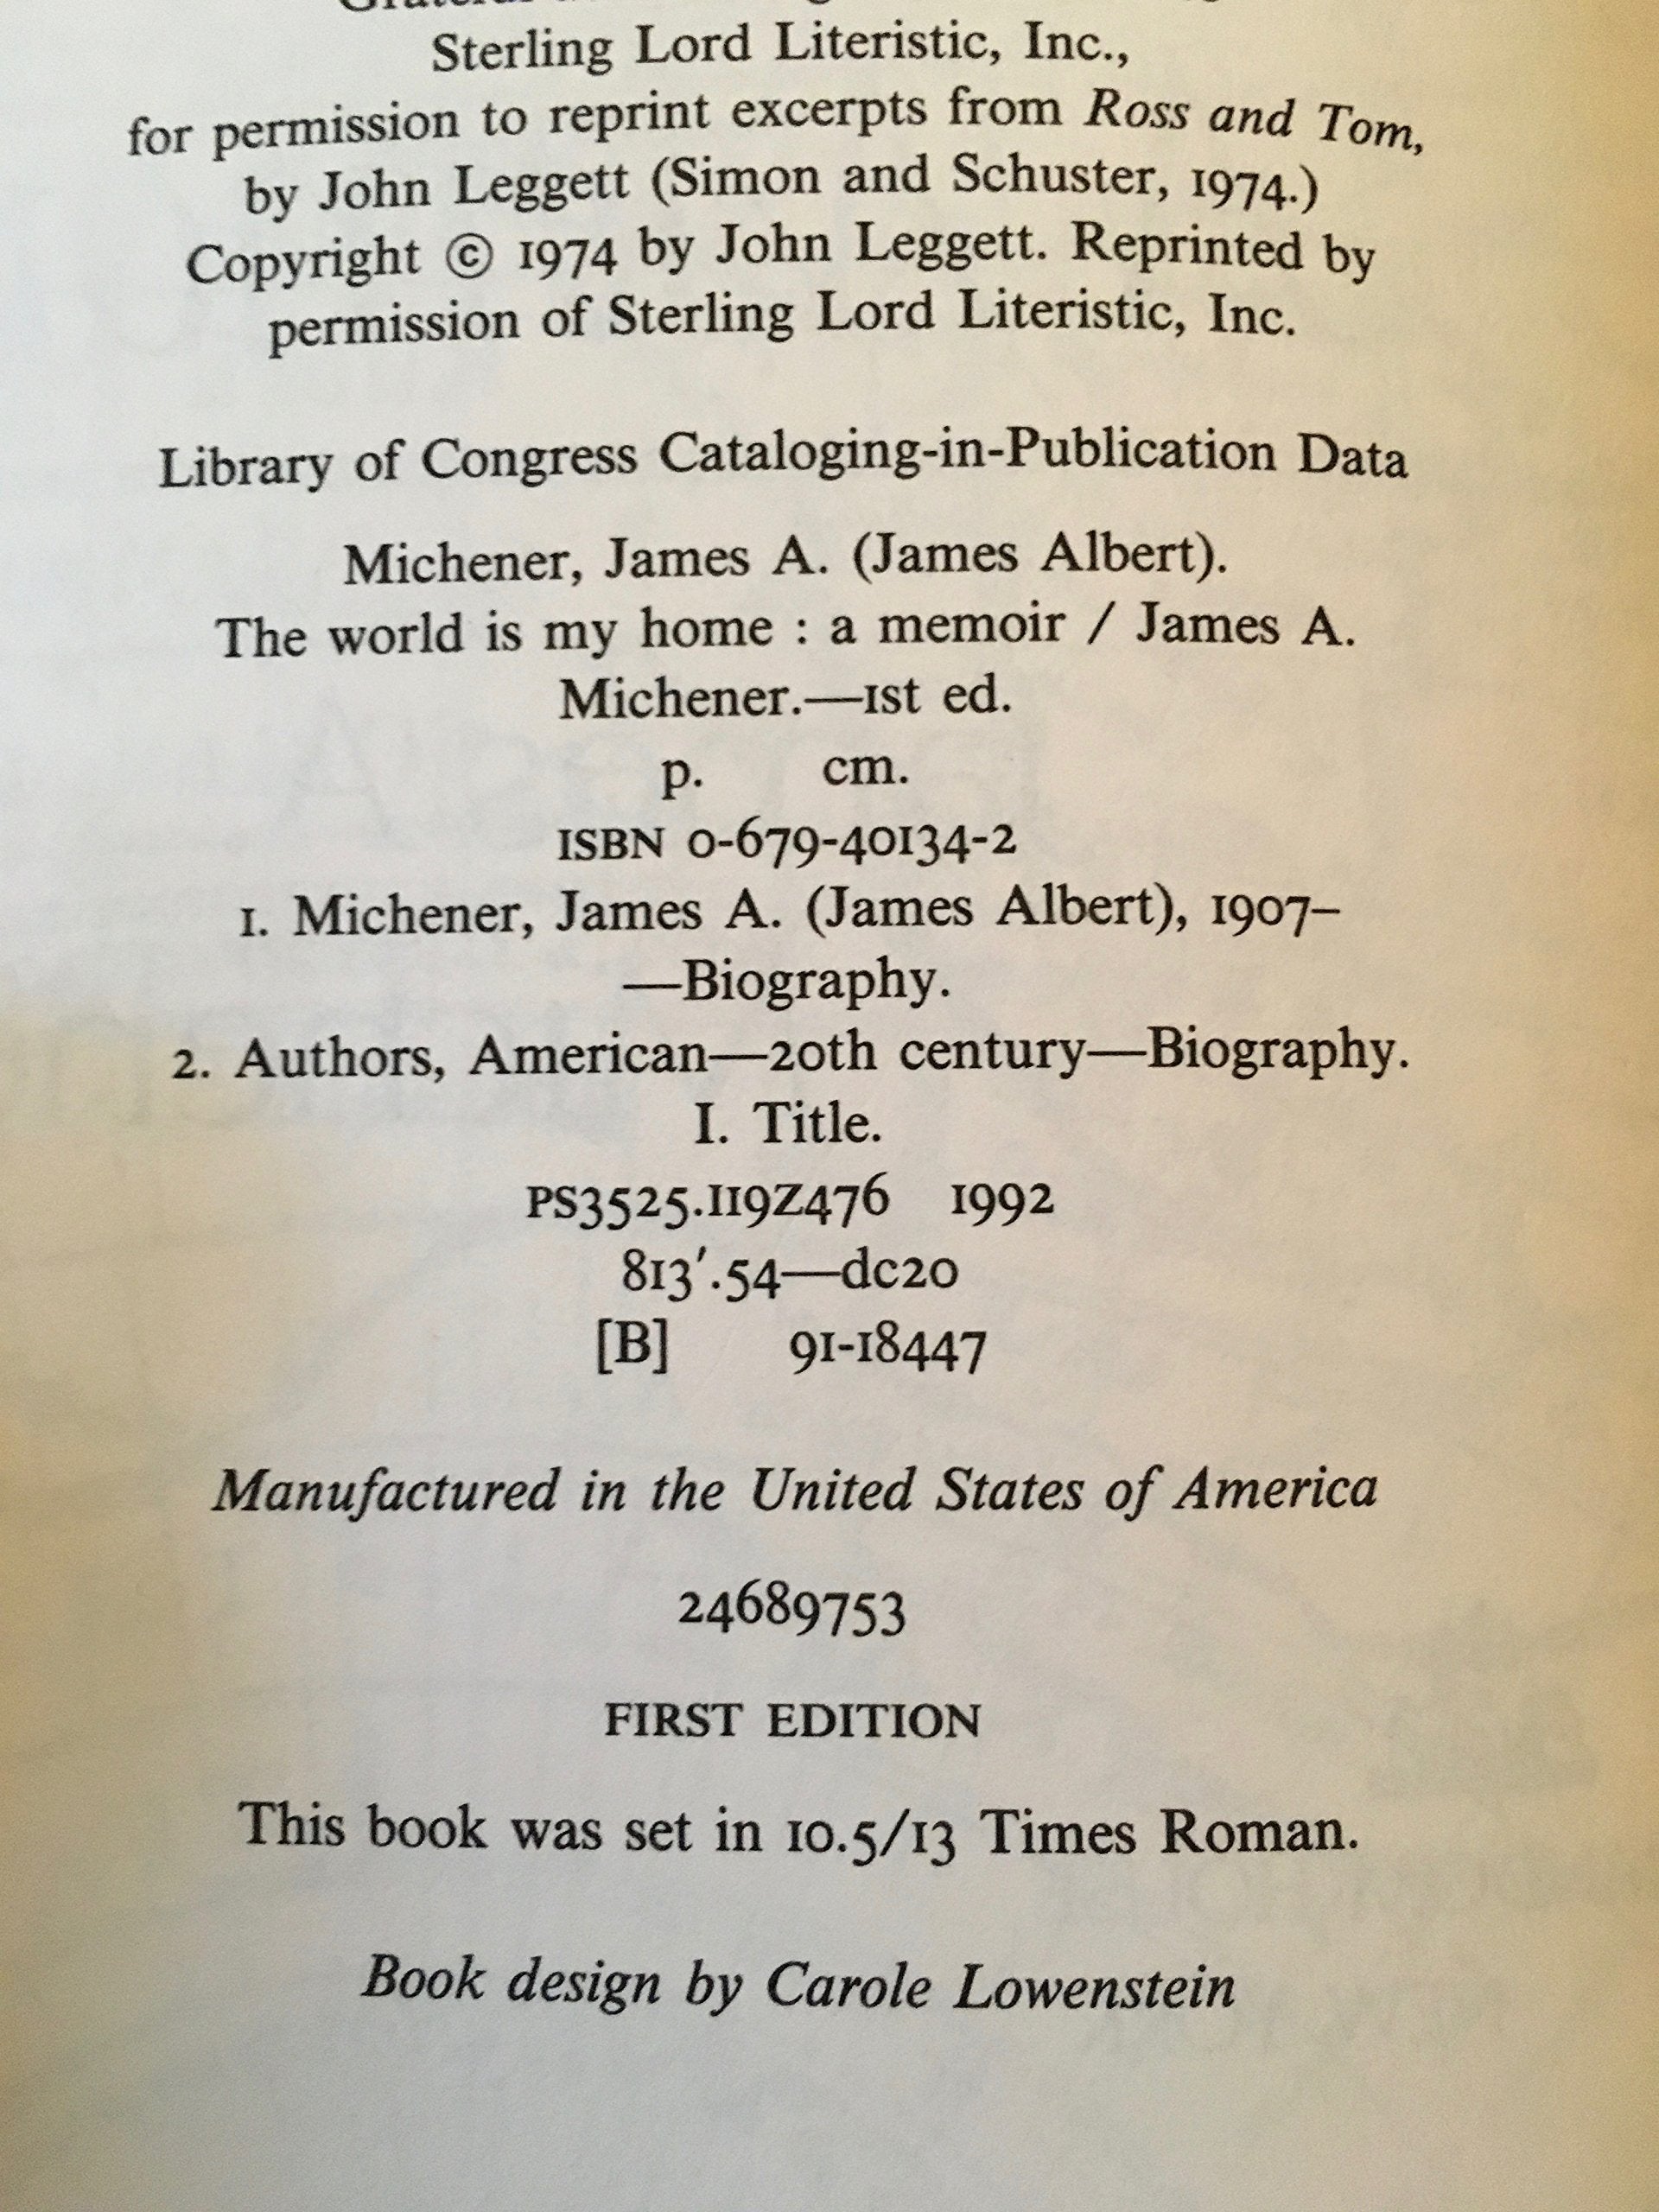 Sterling Lord Literistic, Inc.,
for permission to reprint excerpts from Ross and Tom,
by John Leggett (Simon and Schuster, 1974.)
Copyright © 1974 by John Leggett. Reprinted by
permission of Sterling Lord Literistic, Inc.
Library of Congress Cataloging-in-Publication Data
Michener, James A. (James Albert).
The world is my home : a memoir / James A.
Michener.—1st ed.
p. cm.
ISBN 0-679-40134-2
1. Michener, James A. (James Albert), 1907–
—Biography.
2. Authors, American—20th century—Biography.
I. Title.
PS3525.I19Z476 1992
813′.54—dc20
[B] 91-18447
Manufactured in the United States of America
24689753
FIRST EDITION
This book was set in 10.5/13 Times Roman.
Book design by Carole Lowenstein